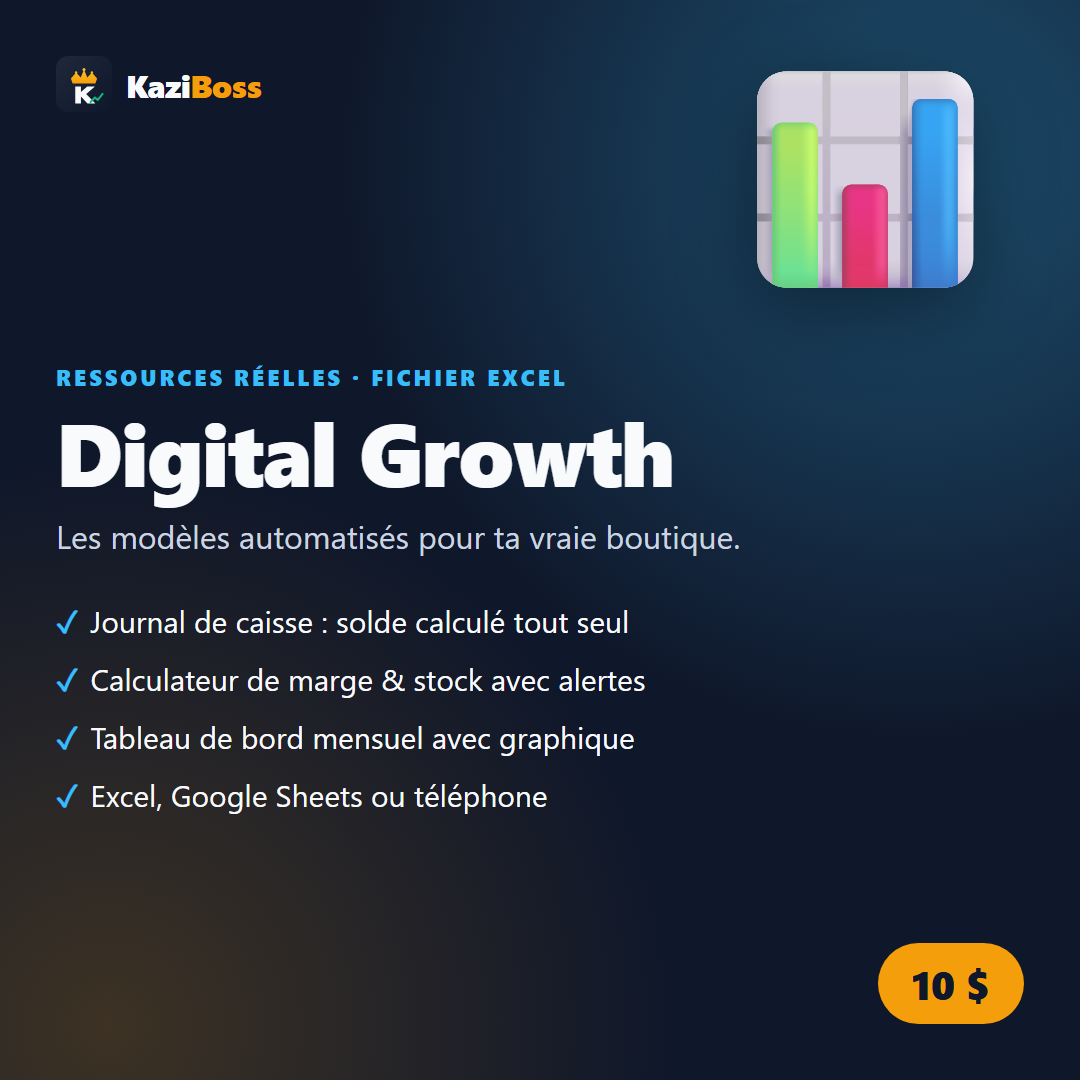 KaziBoss
RESSOURCES RÉELLES · FICHIER EXCEL
Digital Growth
Les modèles automatisés pour ta vraie boutique.
✓ Journal de caisse : solde calculé tout seul
✓ Calculateur de marge & stock avec alertes
✓ Tableau de bord mensuel avec graphique
✓ Excel, Google Sheets ou téléphone
10 $